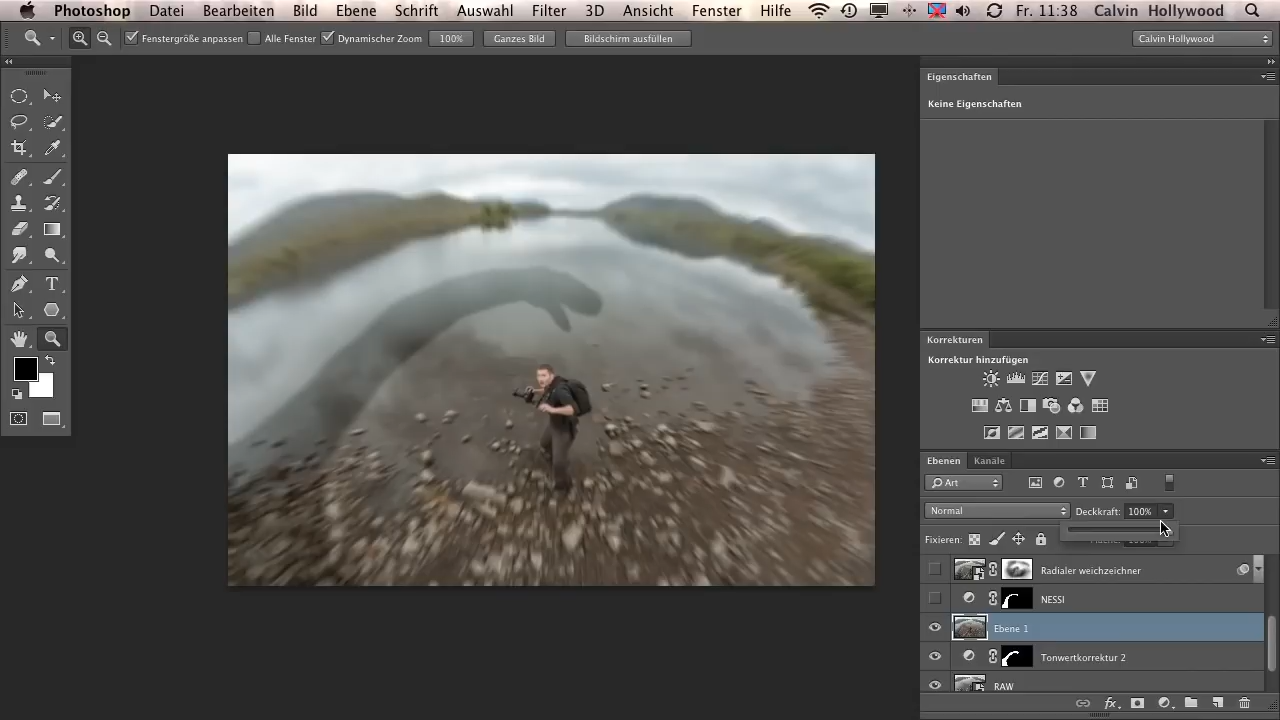 Photoshop Datei Bearbeiten Bild Ebene Schrift Auswahl Filter 3D Ansicht Fenster Hilfe Fr. 11:38 Calvin Hollywood
Fenstergröße anpassen Alle Fenster Dynamischer Zoom 100% Ganzes Bild Bildschirm ausfüllen Calvin Hollywood
Eigenschaften
Keine Eigenschaften
Korrekturen
Korrektur hinzufügen
Ebenen Kanäle
Art
Normal Deckkraft: 100%
Fixieren:
Radialer weichzeichner
NESSI
Ebene 1
Tonwertkorrektur 2
RAW
fx